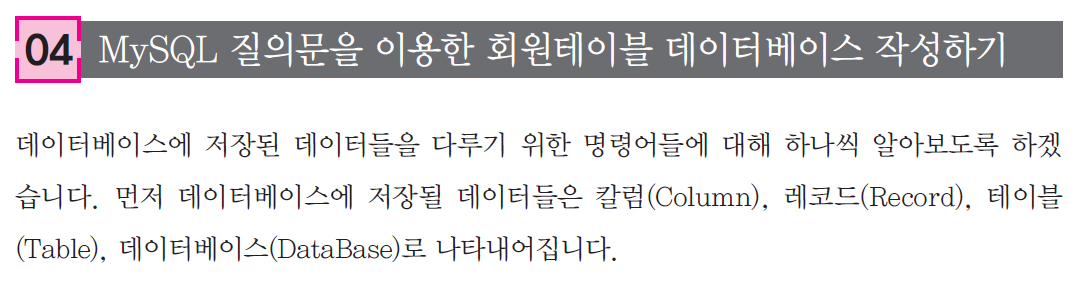 04 MySQL 질의문을 이용한 회원테이블 데이터베이스 작성하기
데이터베이스에 저장된 데이터들을 다루기 위한 명령어들에 대해 하나씩 알아보도록 하겠
습니다. 먼저 데이터베이스에 저장될 데이터들은 칼럼(Column), 레코드(Record), 테이블
(Table), 데이터베이스(DataBase)로 나타내어집니다.